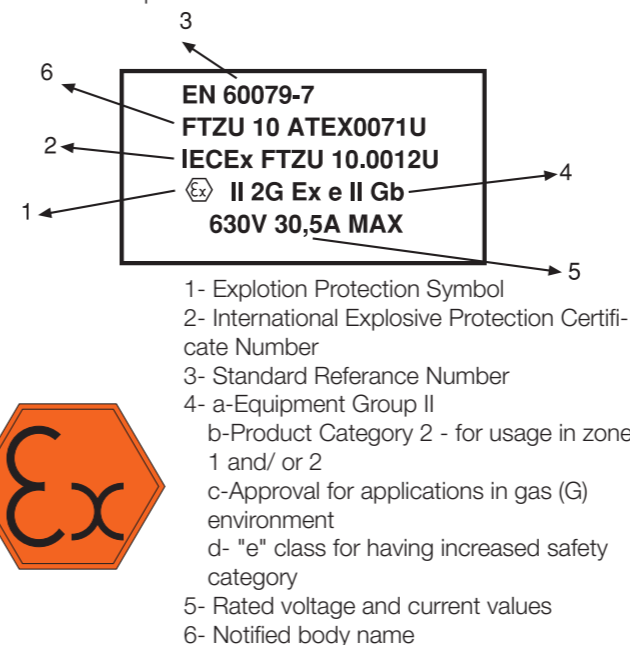 3
6
EN 60079-7
FTZU 10 ATEX0071U
2
IECEx FTZU 10.0012U
4
Ex II 2G Ex e II Gb
1
630V 30,5A MAX
5
1- Explotion Protection Symbol
2- International Explosive Protection Certifi-
cate Number
3- Standard Referance Number
4- a-Equipment Group II
b-Product Category 2 - for usage in zone
1 and/ or 2
c-Approval for applications in gas (G)
environment
d- "e" class for having increased safety
category
5- Rated voltage and current values
6- Notified body name
Ex